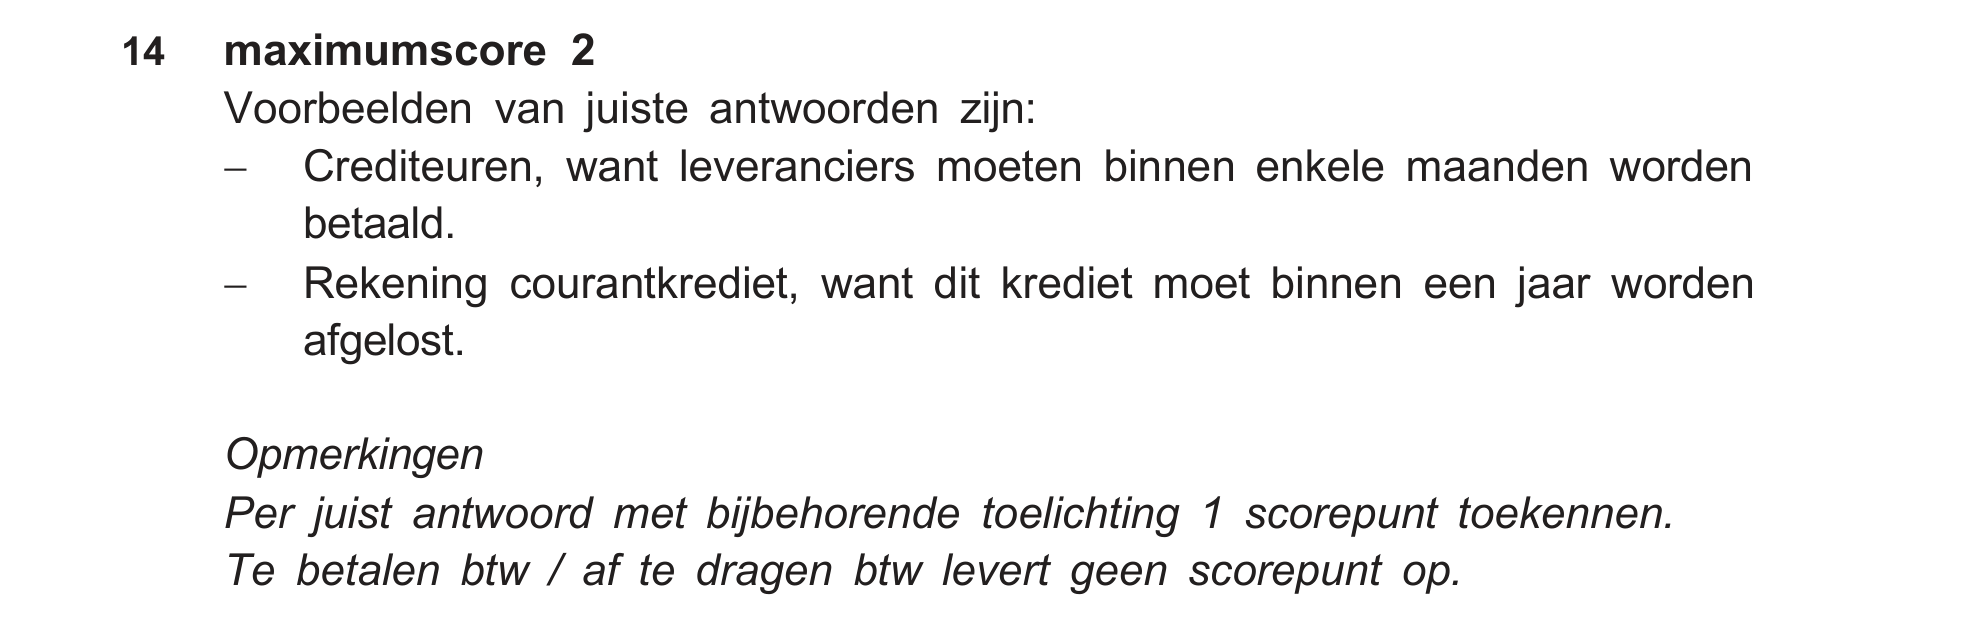 14 maximumscore 2
Voorbeelden van juiste antwoorden zijn:
– Crediteuren, want leveranciers moeten binnen enkele maanden worden
betaald.
– Rekening courantkrediet, want dit krediet moet binnen een jaar worden
afgelost.
Opmerkingen
Per juist antwoord met bijbehorende toelichting 1 scorepunt toekennen.
Te betalen btw / af te dragen btw levert geen scorepunt op.